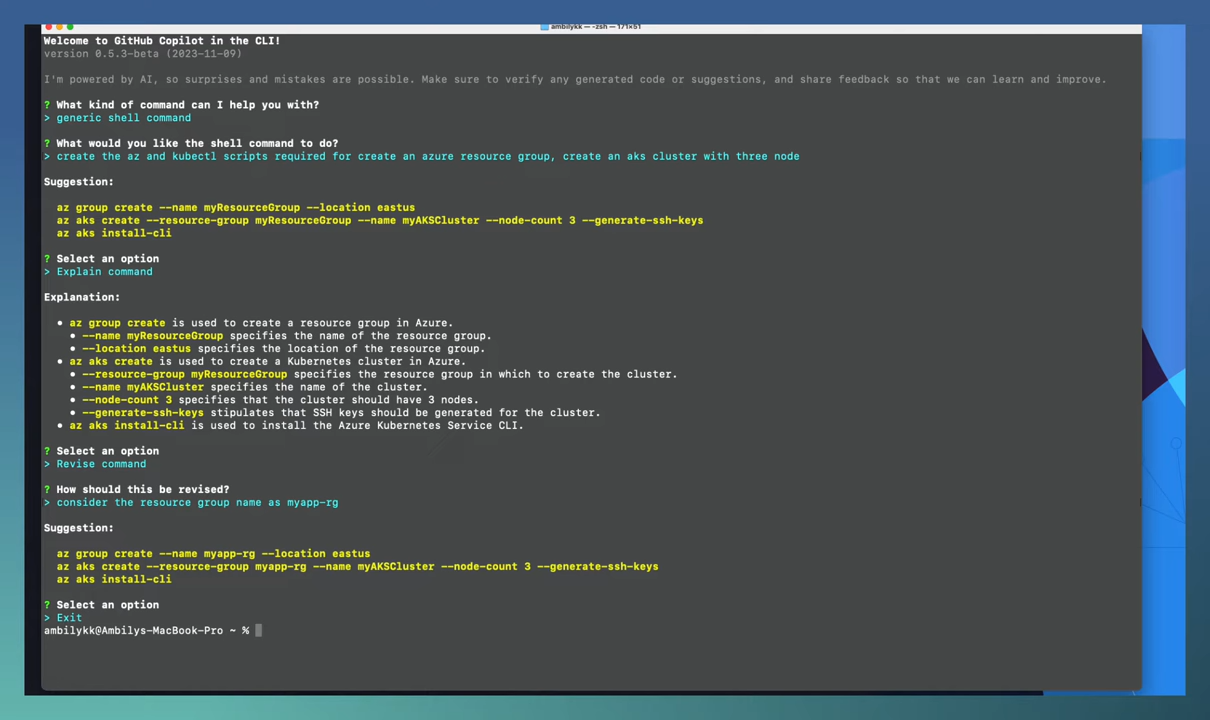 ambilykk — -zsh — 171×51
Welcome to GitHub Copilot in the CLI!
version 0.5.3-beta (2023-11-09)
I'm powered by AI, so surprises and mistakes are possible. Make sure to verify any generated code or suggestions, and share feedback so that we can learn and improve.
? What kind of command can I help you with?
> generic shell command
? What would you like the shell command to do?
> create the az and kubectl scripts required for create an azure resource group, create an aks cluster with three node
Suggestion:
az group create --name myResourceGroup --location eastus
az aks create --resource-group myResourceGroup --name myAKSCluster --node-count 3 --generate-ssh-keys
az aks install-cli
? Select an option
> Explain command
Explanation:
• az group create is used to create a resource group in Azure.
• --name myResourceGroup specifies the name of the resource group.
• --location eastus specifies the location of the resource group.
• az aks create is used to create a Kubernetes cluster in Azure.
• --resource-group myResourceGroup specifies the resource group in which to create the cluster.
• --name myAKSCluster specifies the name of the cluster.
• --node-count 3 specifies that the cluster should have 3 nodes.
• --generate-ssh-keys stipulates that SSH keys should be generated for the cluster.
• az aks install-cli is used to install the Azure Kubernetes Service CLI.
? Select an option
> Revise command
? How should this be revised?
> consider the resource group name as myapp-rg
Suggestion:
az group create --name myapp-rg --location eastus
az aks create --resource-group myapp-rg --name myAKSCluster --node-count 3 --generate-ssh-keys
az aks install-cli
? Select an option
> Exit
ambilykk@Ambilys-MacBook-Pro ~ %